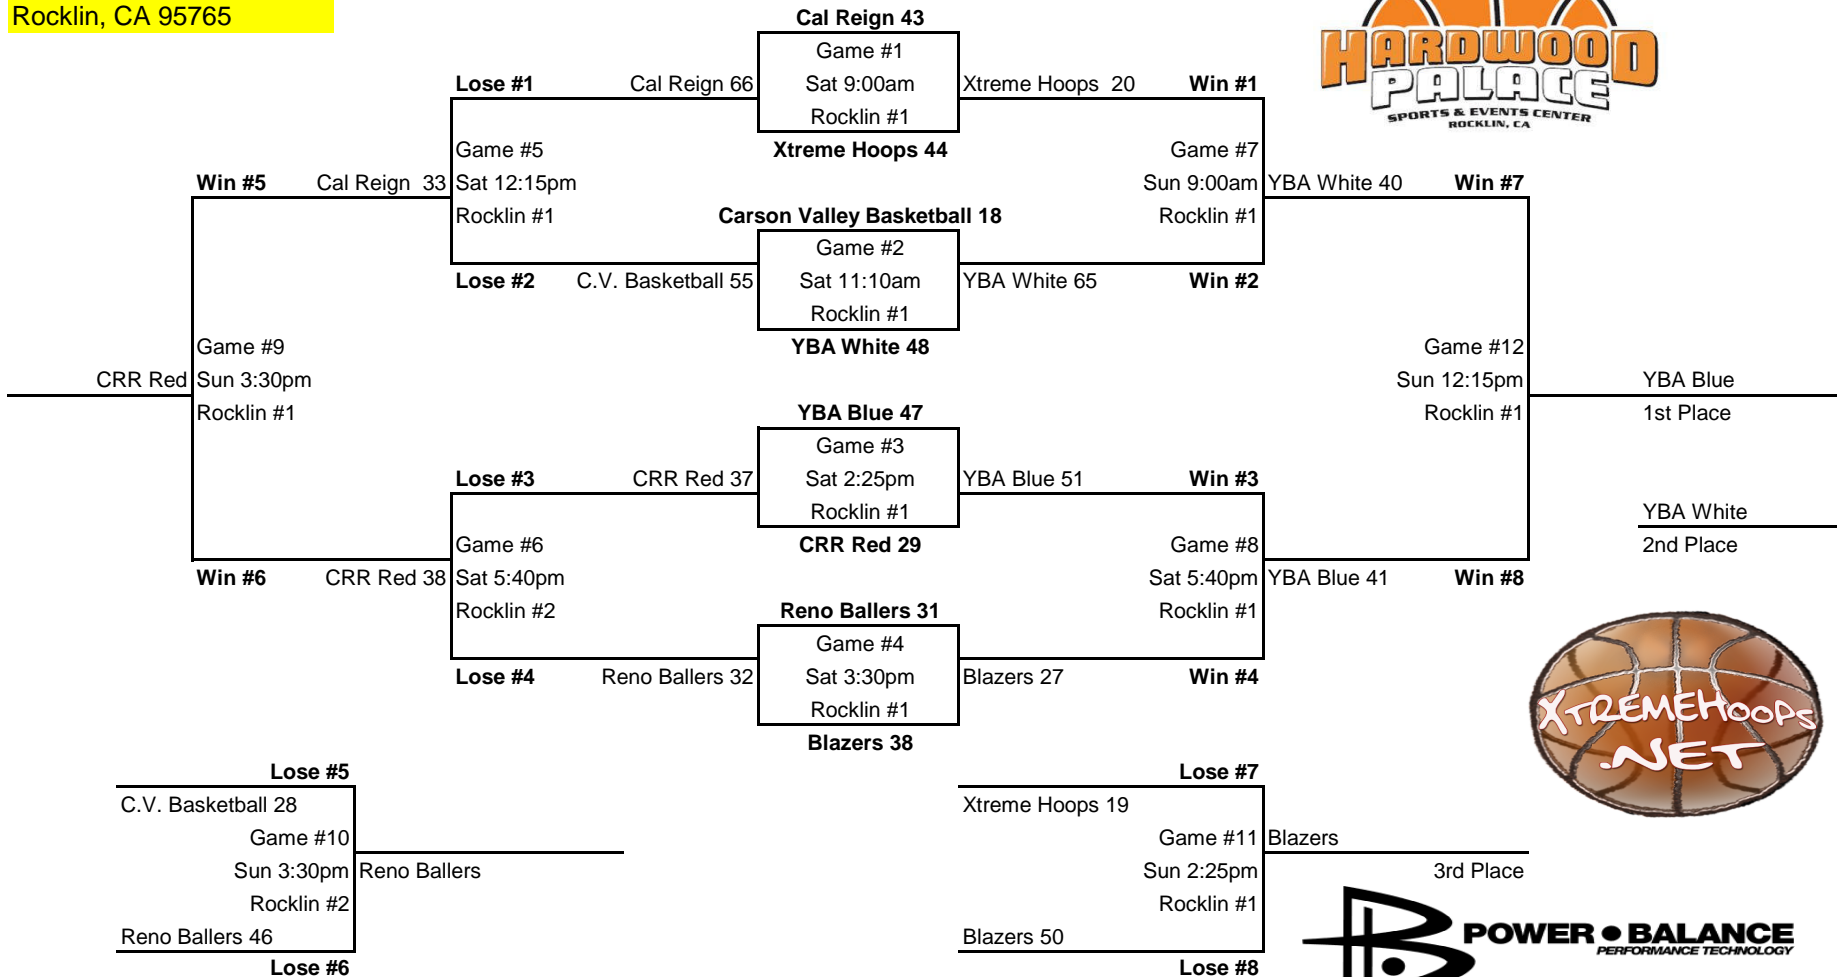 Rocklin, CA 95765
Cal Reign 43
Game #1
Lose #1 Cal Reign 66 Sat 9:00am Xtreme Hoops 20 Win #1
Rocklin #1
HARDWOOD
PALACE
SPORTS & EVENTS CENTER
ROCKLIN, CA
Game #5 Xtreme Hoops 44 Game #7
Win #5 Cal Reign 33 Sat 12:15pm Sun 9:00am YBA White 40 Win #7
Rocklin #1 Carson Valley Basketball 18 Rocklin #1
Game #2
Lose #2 C.V. Basketball 55 Sat 11:10am YBA White 65 Win #2
Rocklin #1
Game #9 YBA White 48 Game #12
CRR Red Sun 3:30pm Sun 12:15pm YBA Blue
Rocklin #1 YBA Blue 47 Rocklin #1 1st Place
Game #3
Lose #3 CRR Red 37 Sat 2:25pm YBA Blue 51 Win #3
Rocklin #1 YBA White
Game #6 CRR Red 29 Game #8 2nd Place
Win #6 CRR Red 38 Sat 5:40pm Sat 5:40pm YBA Blue 41 Win #8
Rocklin #2 Reno Ballers 31 Rocklin #1
Game #4
Lose #4 Reno Ballers 32 Sat 3:30pm Blazers 27 Win #4
Rocklin #1
Blazers 38
XTREMEHOOPS
.NET
Lose #5 Lose #7
C.V. Basketball 28 Xtreme Hoops 19
Game #10 Game #11 Blazers
Sun 3:30pm Reno Ballers Sun 2:25pm 3rd Place
Rocklin #2 Rocklin #1
Reno Ballers 46 Blazers 50
Lose #6 Lose #8
POWER BALANCE
PERFORMANCE TECHNOLOGY